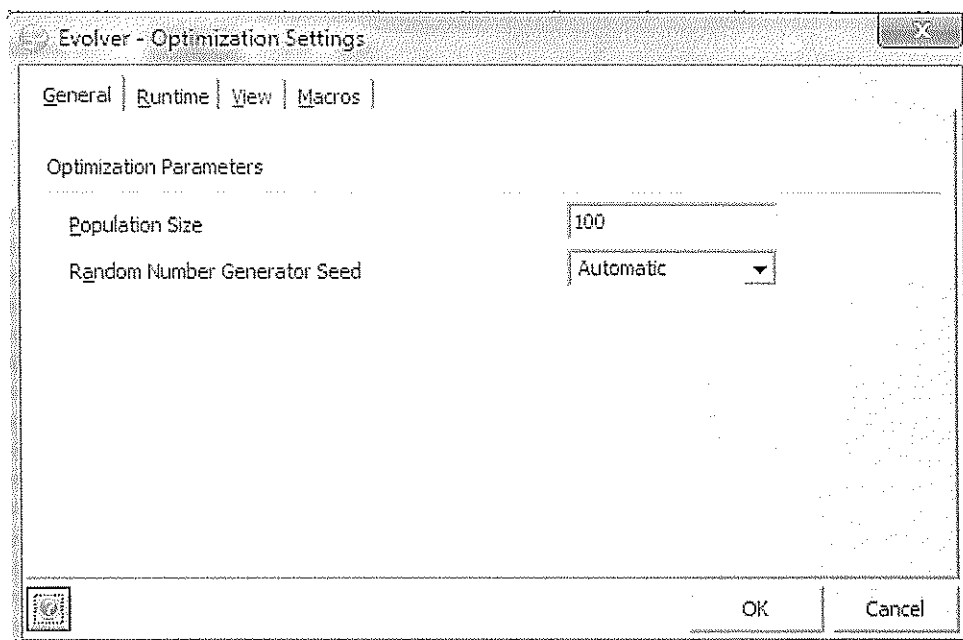 Evolver - Optimization Settings
General Runtime View Macros
Optimization Parameters
Population Size 100
Random Number Generator Seed Automatic
OK Cancel